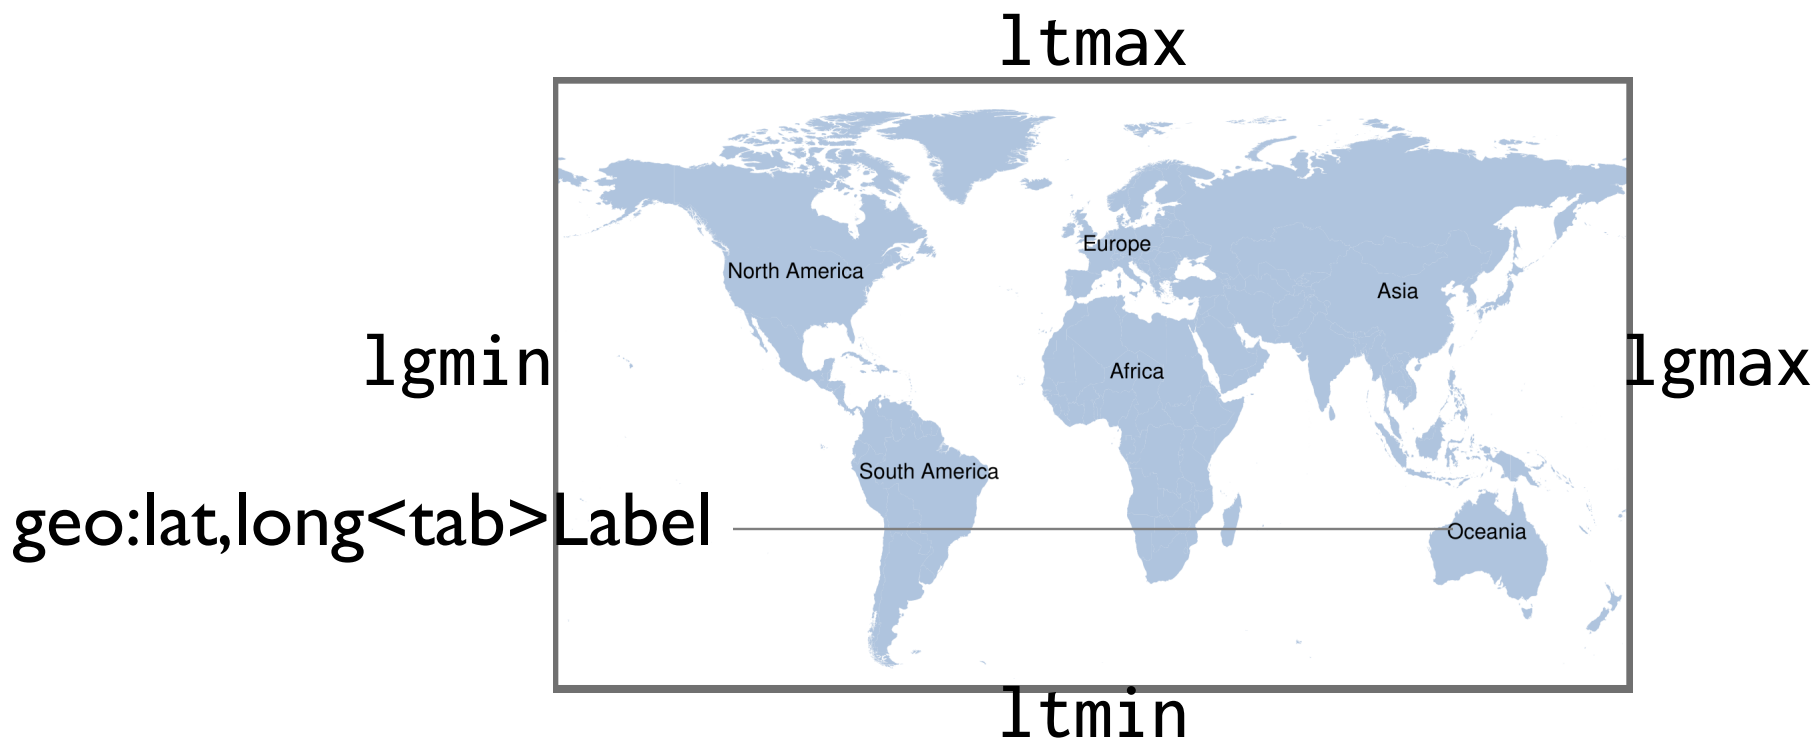 ltmax
Europe
North America
Asia
lgmin
lgmax
Africa
South America
geo:lat,long<tab>Label
Oceania
ltmin